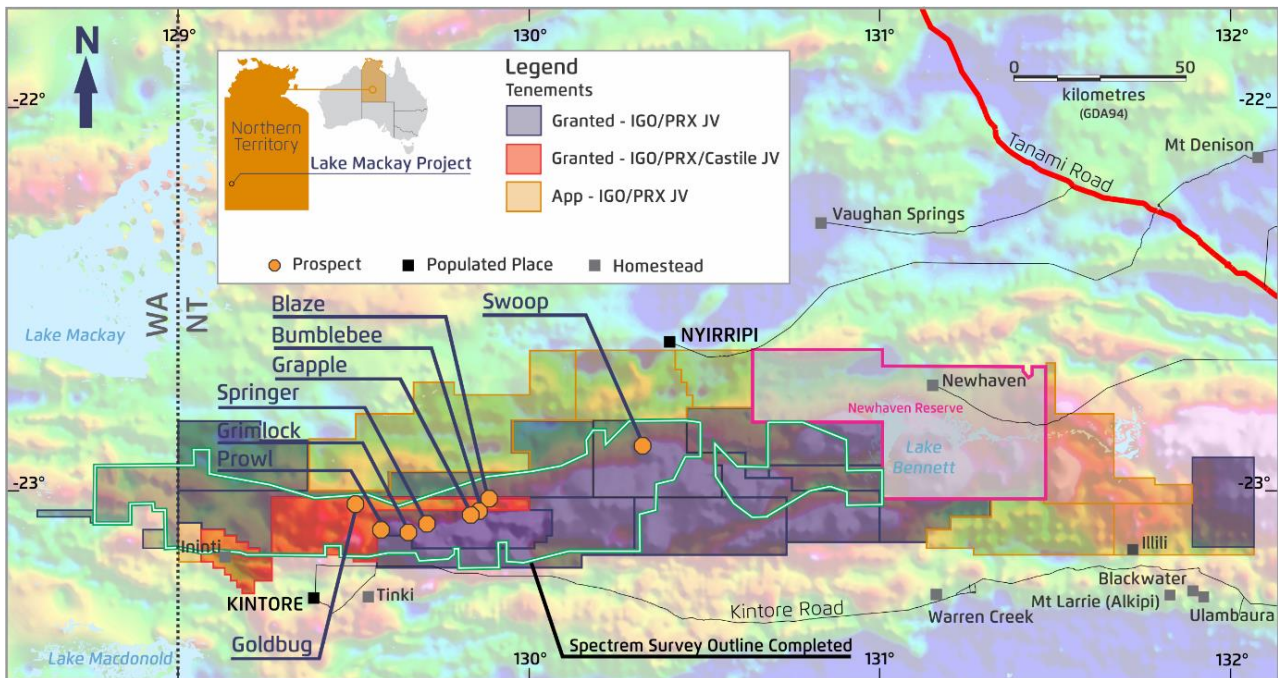 129°
130°
131°
132°
N
-22°
-22°
Northern
Territory
Lake Mackay Project
Legend
Tenements
Granted - IGO/PRX JV
Granted - IGO/PRX/Castile JV
App - IGO/PRX JV
Prospect
Populated Place
Homestead
0
50
kilometres
(GDA94)
Tanami Road
Mt Denison
Vaughan Springs
WA
NT
Lake Mackay
Blaze
Bumblebee
Grapple
Springer
Grimlock
Prowl
Swoop
NYIRRIPI
Newhaven
Newhaven Reserve
Lake
Bennett
-23°
-23°
Ininti
KINTORE
Tinki
Goldbug
Kintore Road
Illili
Blackwater
Mt Larrie (Alkipi)
Ulambaura
Warren Creek
Spectrem Survey Outline Completed
Lake Macdonold
129°
130°
131°
132°